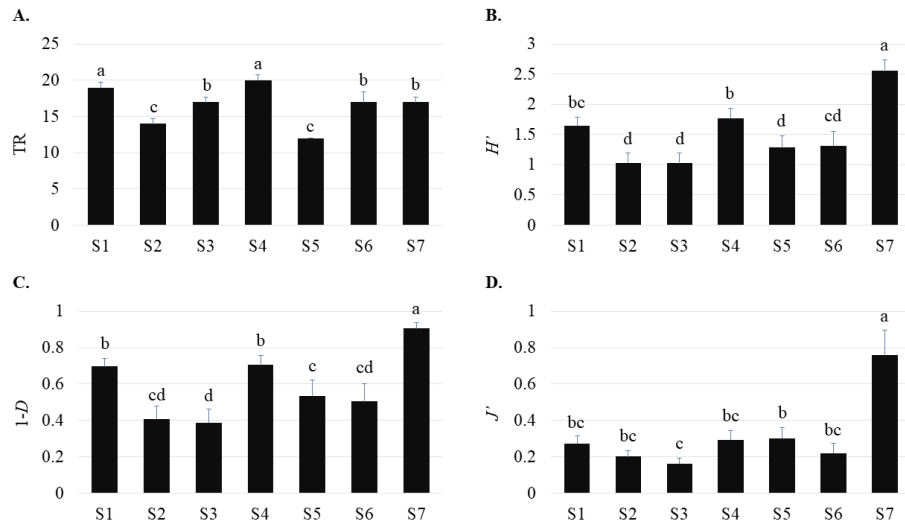 A.
25
20
15
10
5
0
TR
a
c
b
a
c
b
b
S1 S2 S3 S4 S5 S6 S7
B.
3
2.5
2
1.5
1
0.5
0
H'
bc
d
d
b
d
cd
a
S1 S2 S3 S4 S5 S6 S7
C.
1
0.8
0.6
0.4
0.2
0
1-D
b
cd
d
b
c
cd
a
S1 S2 S3 S4 S5 S6 S7
D.
1
0.8
0.6
0.4
0.2
0
J'
bc
bc
c
bc
b
bc
a
S1 S2 S3 S4 S5 S6 S7